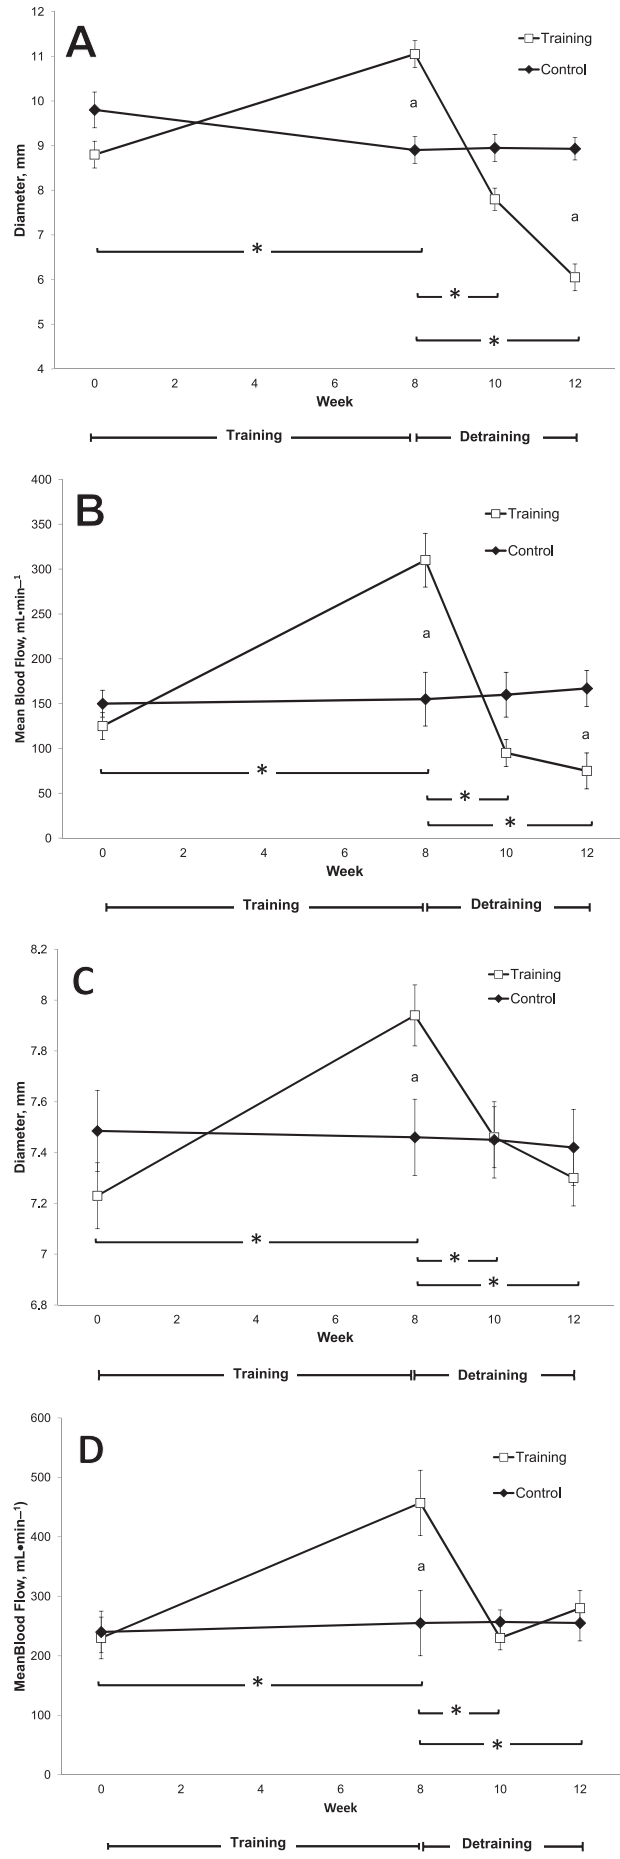 A
Training
Control
Diameter, mm
12
11
10
9
8
7
6
5
4
a
a
*
*
*
0 2 4 6 8 10 12
Week
Training Detraining
B
Training
Control
Mean Blood Flow, mL•min–1
400
350
300
250
200
150
100
50
0
a
a
*
*
*
0 2 4 6 8 10 12
Week
Training Detraining
C
Training
Control
Diameter, mm
8.2
8
7.8
7.6
7.4
7.2
7
6.8
a
*
*
*
0 2 4 6 8 10 12
Week
Training Detraining
D
Training
Control
MeanBlood Flow, mL•min–1)
600
500
400
300
200
100
0
a
*
*
*
0 2 4 6 8 10 12
Week
Training Detraining